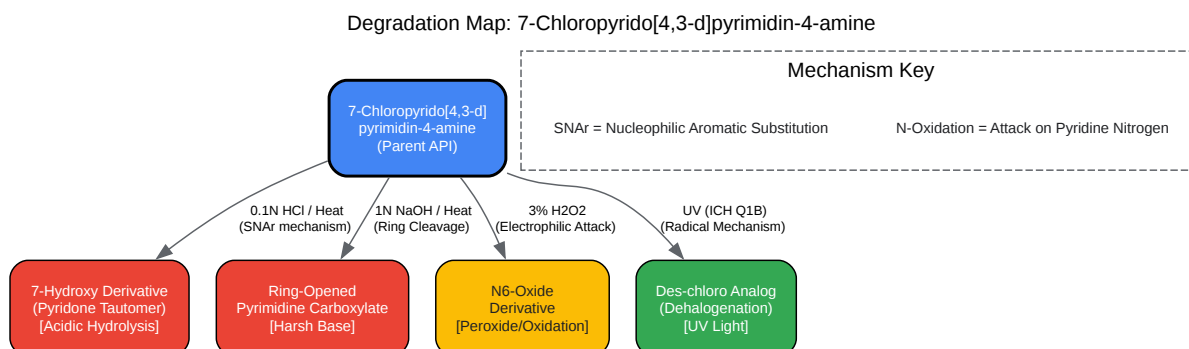 Degradation Map: 7-Chloropyrido[4,3-d]pyrimidin-4-amine
Mechanism Key
7-Chloropyrido[4,3-d]
pyrimidin-4-amine
(Parent API)
SNAr = Nucleophilic Aromatic Substitution
N-Oxidation = Attack on Pyridine Nitrogen
0.1N HCl / Heat
(SNAr mechanism)
1N NaOH / Heat
(Ring Cleavage)
3% H2O2
(Electrophilic Attack)
UV (ICH Q1B)
(Radical Mechanism)
7-Hydroxy Derivative
(Pyridone Tautomer)
[Acidic Hydrolysis]
Ring-Opened
Pyrimidine Carboxylate
[Harsh Base]
N6-Oxide
Derivative
[Peroxide/Oxidation]
Des-chloro Analog
(Dehalogenation)
[UV Light]